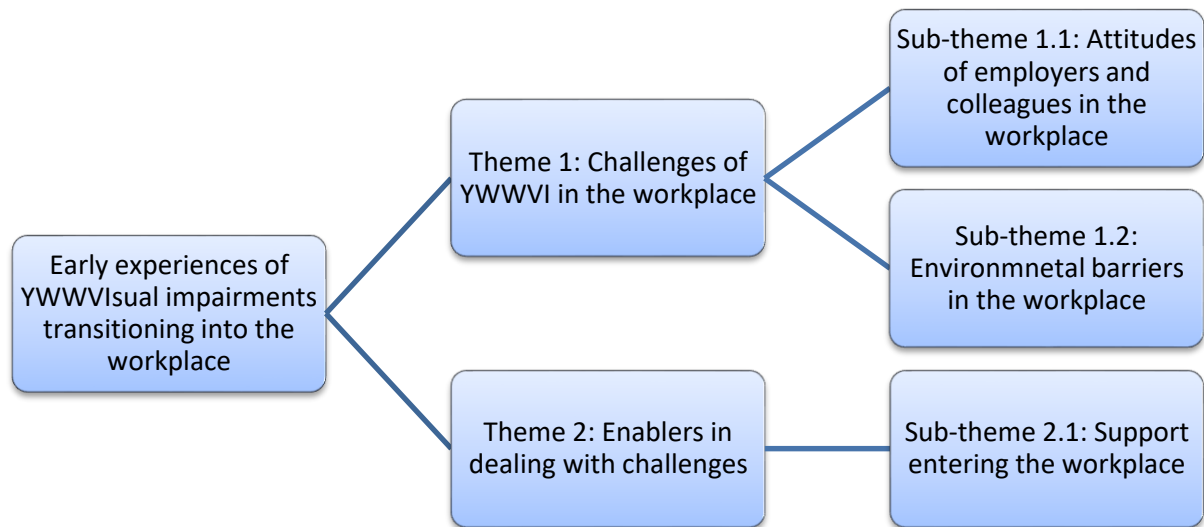 Early experiences of
YWWVIsual impairments
transitioning into the
workplace
Theme 1: Challenges of
YWWVI in the workplace
Sub-theme 1.1: Attitudes
of employers and
colleagues in the
workplace
Sub-theme 1.2:
Environmnetal barriers
in the workplace
Theme 2: Enablers in
dealing with challenges
Sub-theme 2.1: Support
entering the workplace